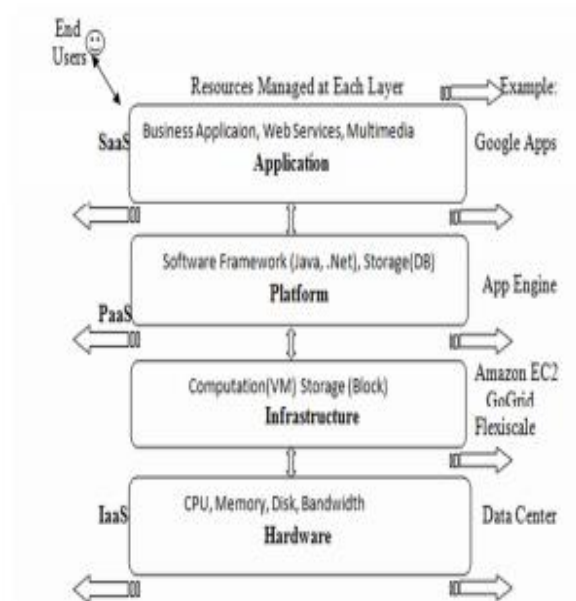 End
Users
Resources Managed at Each Layer
Example:
SaaS
Business Applicaion, Web Services, Multimedia
Application
Google Apps
Software Framework (Java, .Net), Storage(DB)
Platform
App Engine
PaaS
Computation(VM) Storage (Block)
Infrastructure
Amazon EC2
GoGrid
Flexiscale
IaaS
CPU, Memory, Disk, Bandwidth
Hardware
Data Center